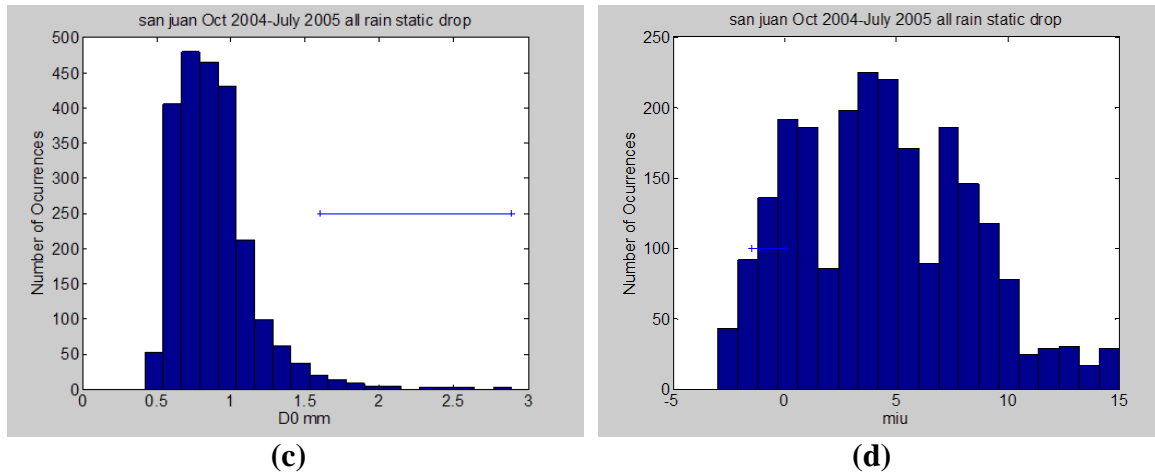 san juan Oct 2004-July 2005 all rain static drop
500
450
400
350
300
250
200
150
100
50
0
Number of Ocurrences
0 0.5 1 1.5 2 2.5 3
D0 mm
(c)
san juan Oct 2004-July 2005 all rain static drop
250
200
150
100
50
0
Number of Ocurrences
-5 0 5 10 15
miu
(d)